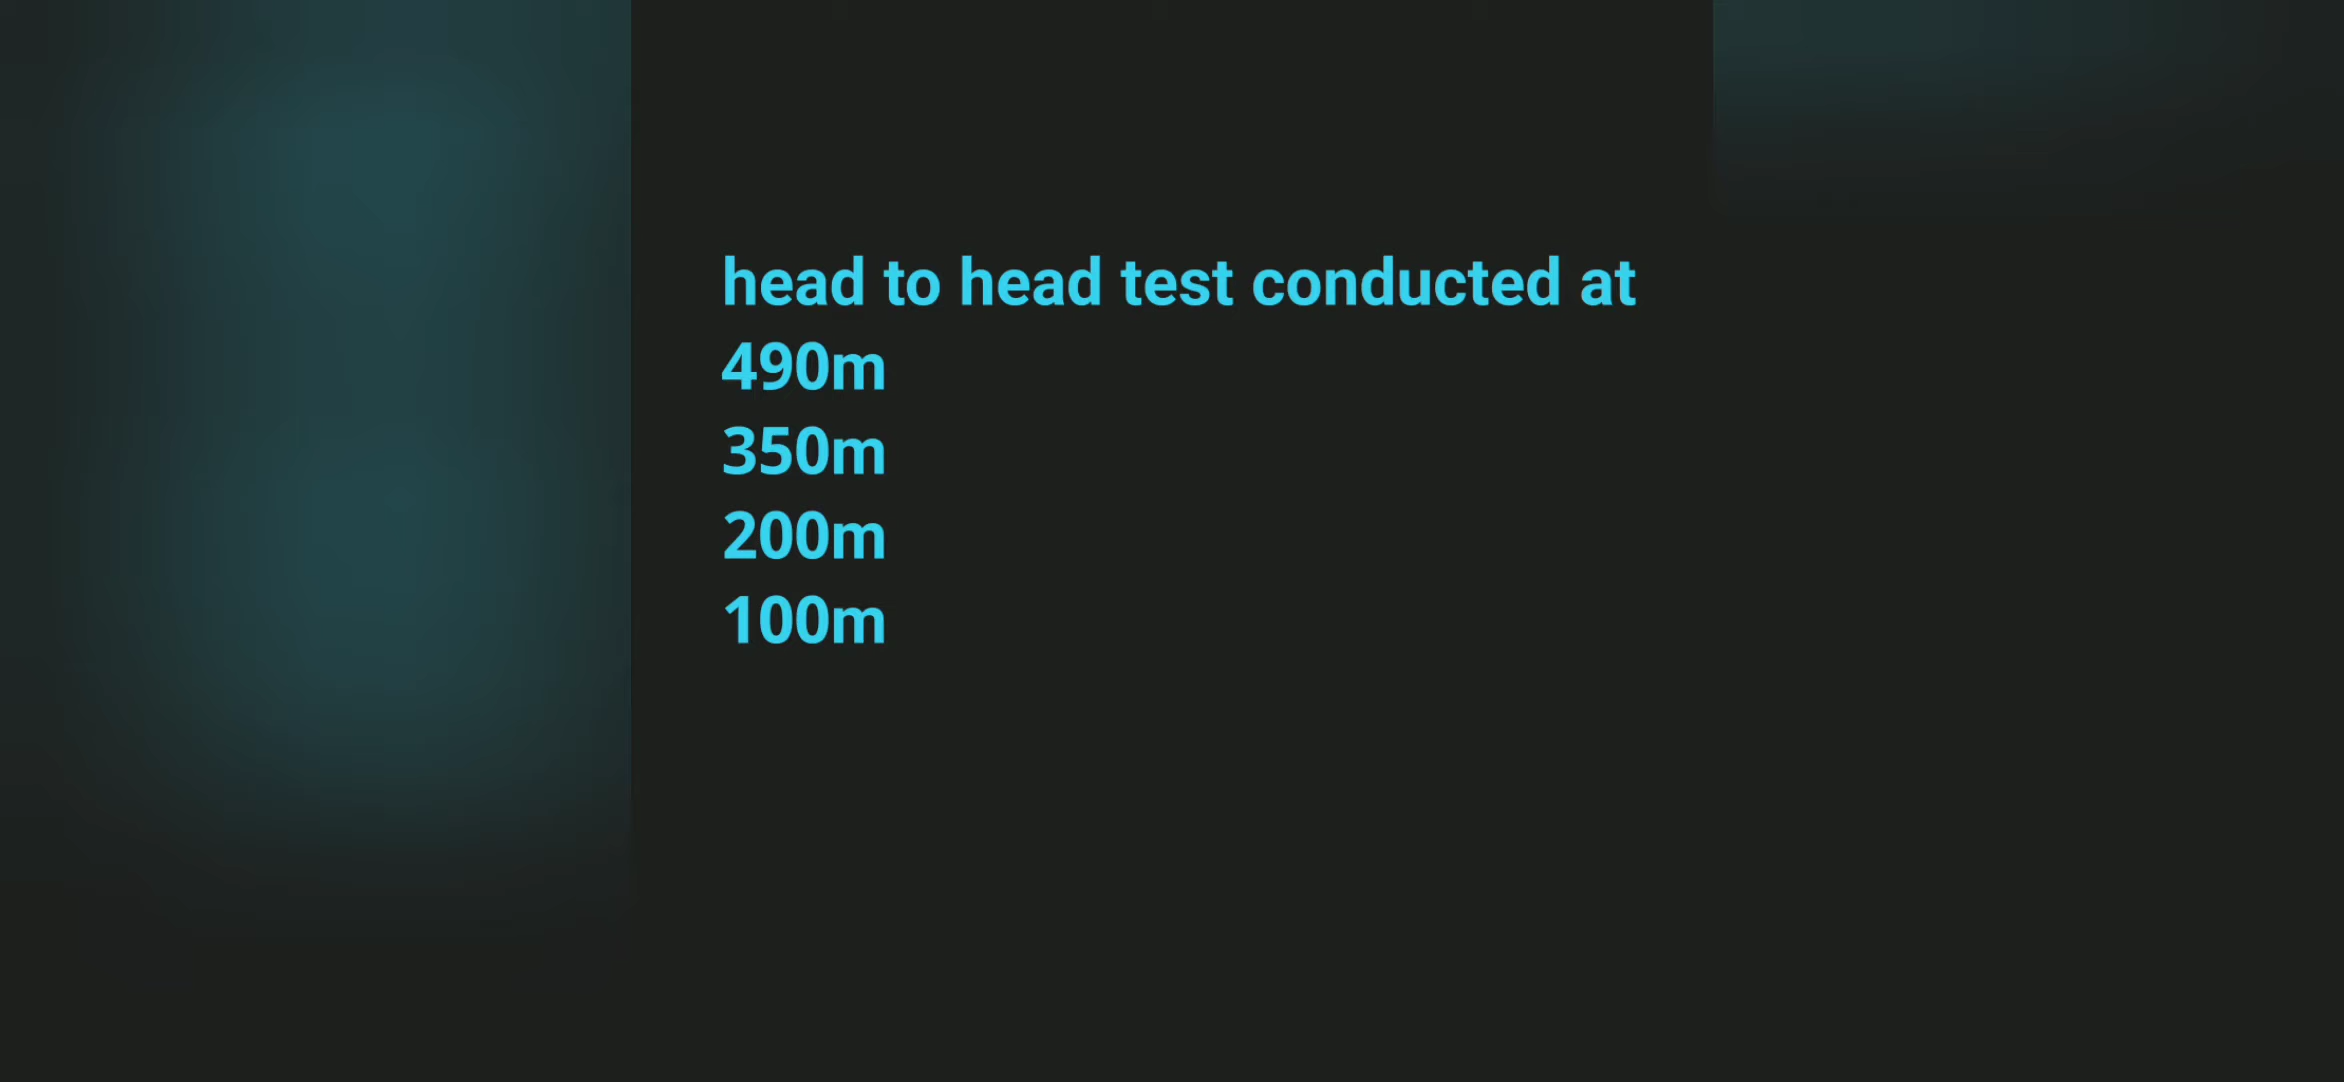 head to head test conducted at
490m
350m
200m
100m